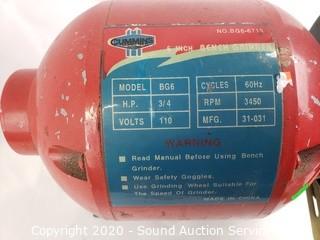 NO.BG6-6713
CUMMINS
6 INCH BENCH GRINDER
MODEL BG6 CYCLES 60Hz
H.P. 3/4 RPM 3450
VOLTS 110 MFG. 31-031
WARNING
Read Manual Before Using Bench
Grinder.
Wear Safety Goggles.
Use Grinding Wheel Suitable For
The Speed Of Grinder.
MADE IN CHINA
Copyright 2020 - Sound Auction Service